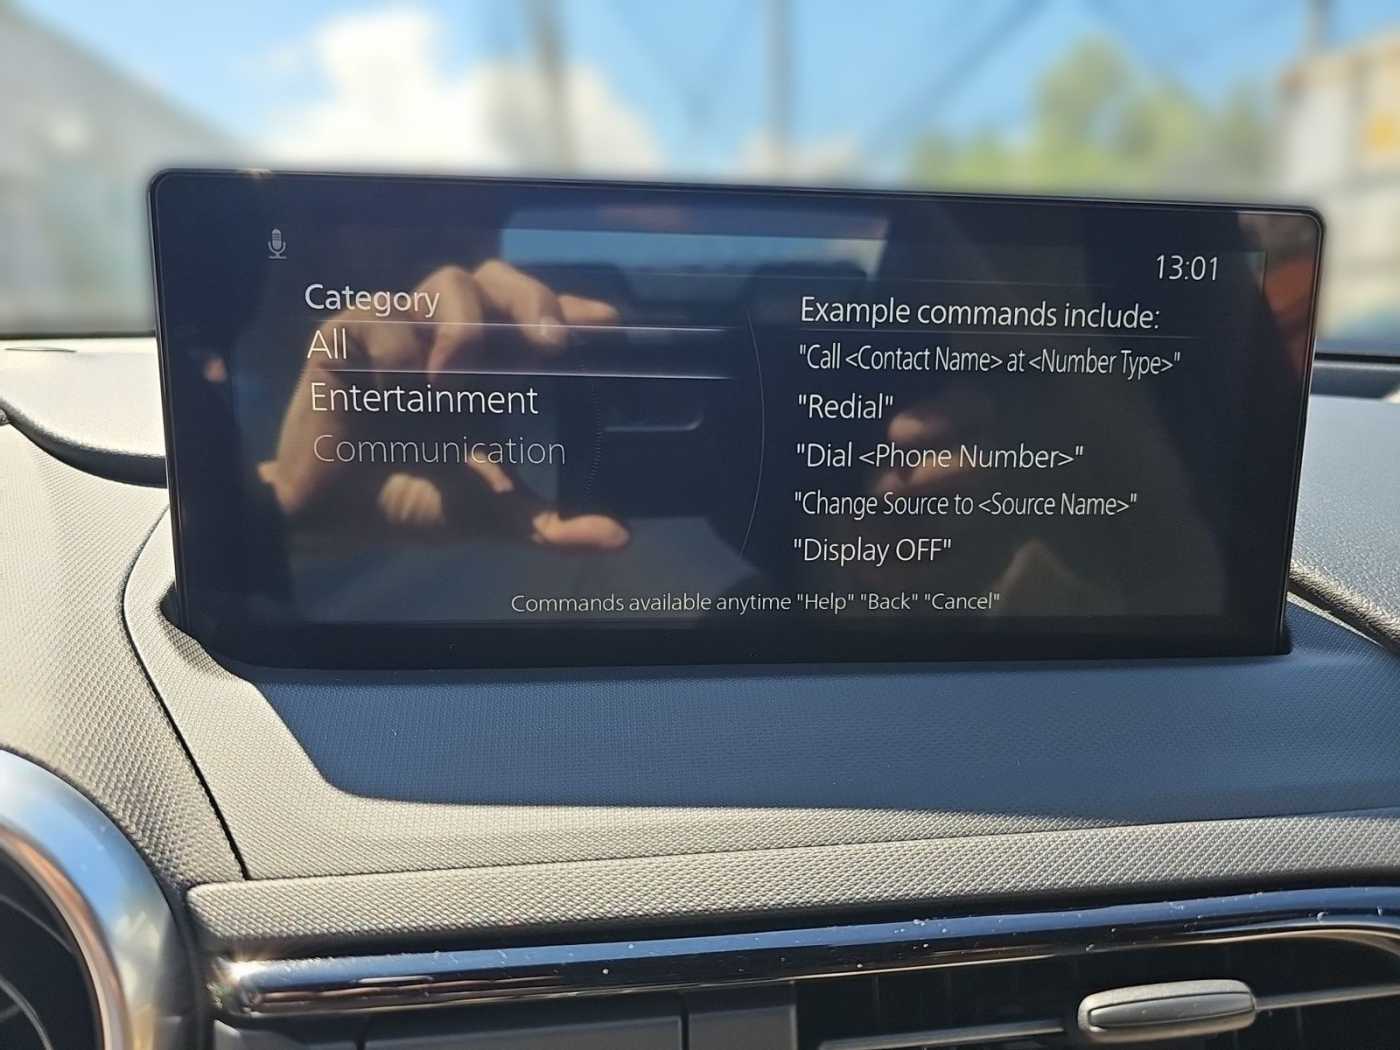 13:01
Category
All
Entertainment
Communication
Example commands include:
"Call <Contact Name> at <Number Type>"
"Redial"
"Dial <Phone Number>"
"Change Source to <Source Name>"
"Display OFF"
Commands available anytime "Help" "Back" "Cancel"